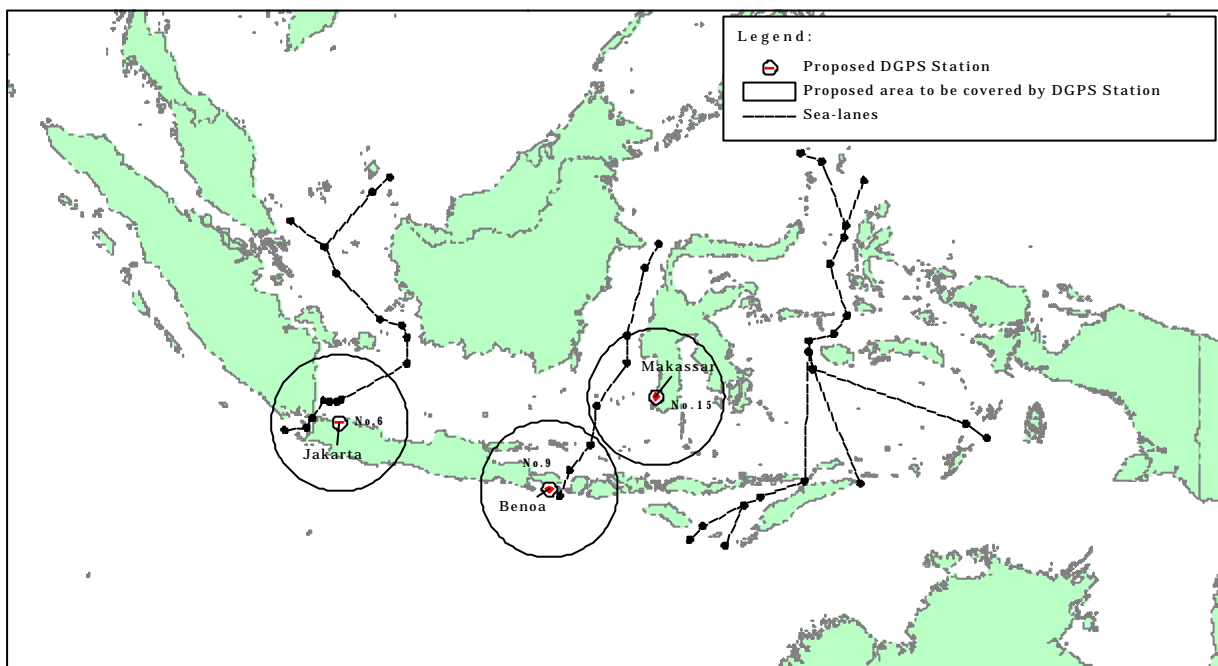 Legend:
Proposed DGPS Station
Proposed area to be covered by DGPS Station
Sea-lanes
Makassar
No.15
No.6
Jakarta
No.9
Benoa